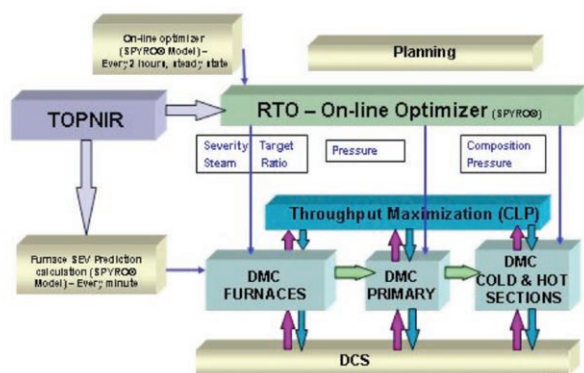 On-line optimizer
(SPYRO® Model) –
Every 2 hours, steady state
Planning
TOPNIR
RTO – On-line Optimizer (SPYRO®)
Severity Target
Steam Ratio
Pressure
Composition
Pressure
Throughput Maximization (CLP)
Furnace SEV Prediction
calculation (SPYRO®
Model) – Every minute
DMC
FURNACES
DMC
PRIMARY
DMC
COLD & HOT
SECTIONS
DCS